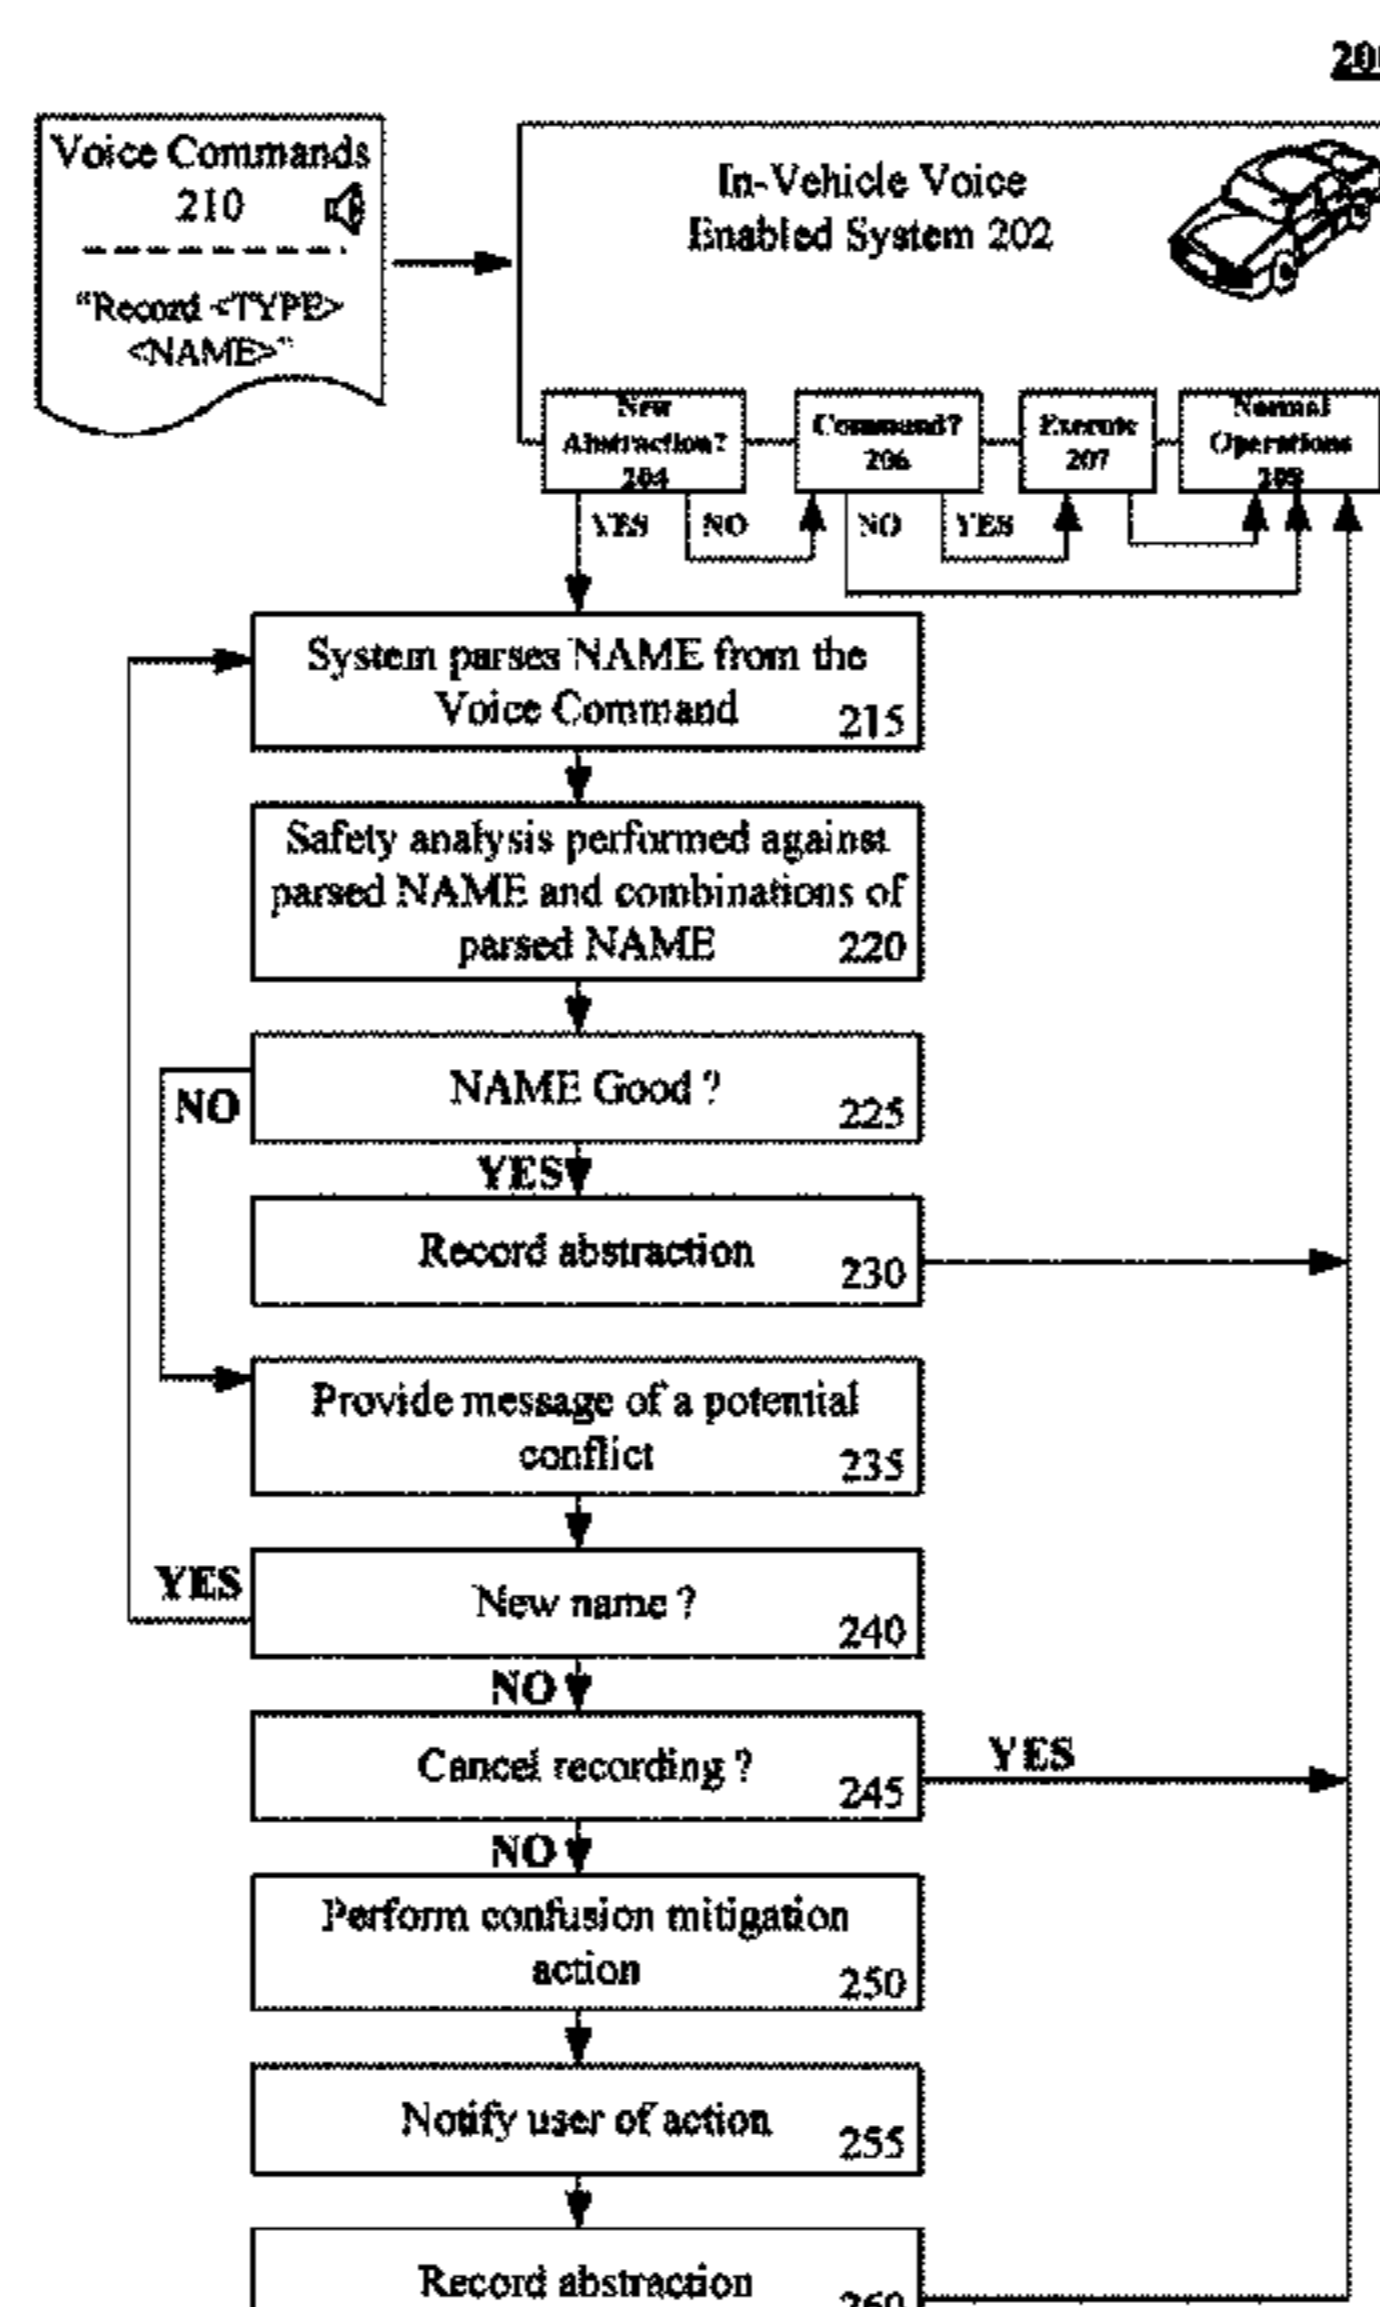 Voice Commands
210
"Record <TYPE>
<NAME>"
In-Vehicle Voice
Enabled System 202
New
Abstraction?
204
Command?
206
Execute
207
Normal
Operations
YES
NO
NO
YES
System parses NAME from the
Voice Command
215
Safety analysis performed against
parsed NAME and combinations of
parsed NAME
220
NO
NAME Good ?
225
YES
Record abstraction
230
Provide message of a potential
conflict
235
YES
New name ?
240
NO
Cancel recording ?
245
YES
NO
Perform confusion mitigation
action
250
Notify user of action
255
Record abstraction
260